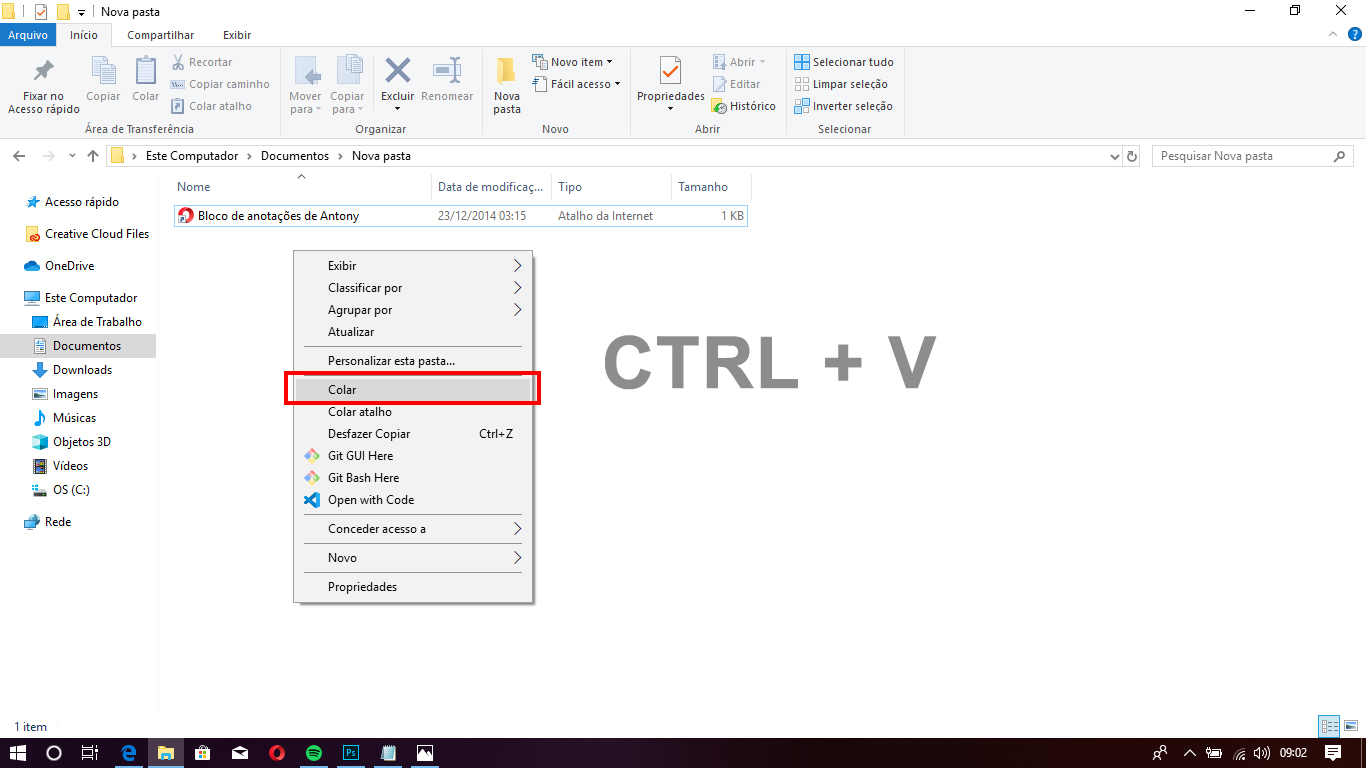 Nova pasta
Arquivo Início Compartilhar Exibir
Fixar no
Acesso rápido
Copiar
Colar
Recortar
Copiar caminho
Colar atalho
Área de Transferência
Mover
para
Copiar
para
Excluir
Renomear
Organizar
Nova
pasta
Novo item
Fácil acesso
Novo
Propriedades
Abrir
Editar
Histórico
Abrir
Selecionar tudo
Limpar seleção
Inverter seleção
Selecionar
Este Computador > Documentos > Nova pasta
Pesquisar Nova pasta
Nome Data de modificaç... Tipo Tamanho
Bloco de anotações de Antony 23/12/2014 03:15 Atalho da Internet 1 KB
Acesso rápido
Creative Cloud Files
OneDrive
Este Computador
Área de Trabalho
Documentos
Downloads
Imagens
Músicas
Objetos 3D
Vídeos
OS (C:)
Rede
Exibir
Classificar por
Agrupar por
Atualizar
Personalizar esta pasta...
Colar
Colar atalho
Desfazer Copiar Ctrl+Z
Git GUI Here
Git Bash Here
Open with Code
Conceder acesso a
Novo
Propriedades
CTRL + V
1 item
Ps
09:02